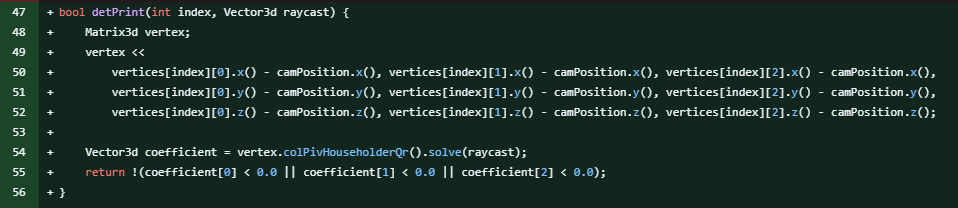 47 + bool detPrint(int index, Vector3d raycast) {
48 +     Matrix3d vertex;
49 +     vertex <<
50 +         vertices[index][0].x() - camPosition.x(), vertices[index][1].x() - camPosition.x(), vertices[index][2].x() - camPosition.x(),
51 +         vertices[index][0].y() - camPosition.y(), vertices[index][1].y() - camPosition.y(), vertices[index][2].y() - camPosition.y(),
52 +         vertices[index][0].z() - camPosition.z(), vertices[index][1].z() - camPosition.z(), vertices[index][2].z() - camPosition.z();
53 +
54 +     Vector3d coefficient = vertex.colPivHouseholderQr().solve(raycast);
55 +     return !(coefficient[0] < 0.0 || coefficient[1] < 0.0 || coefficient[2] < 0.0);
56 + }